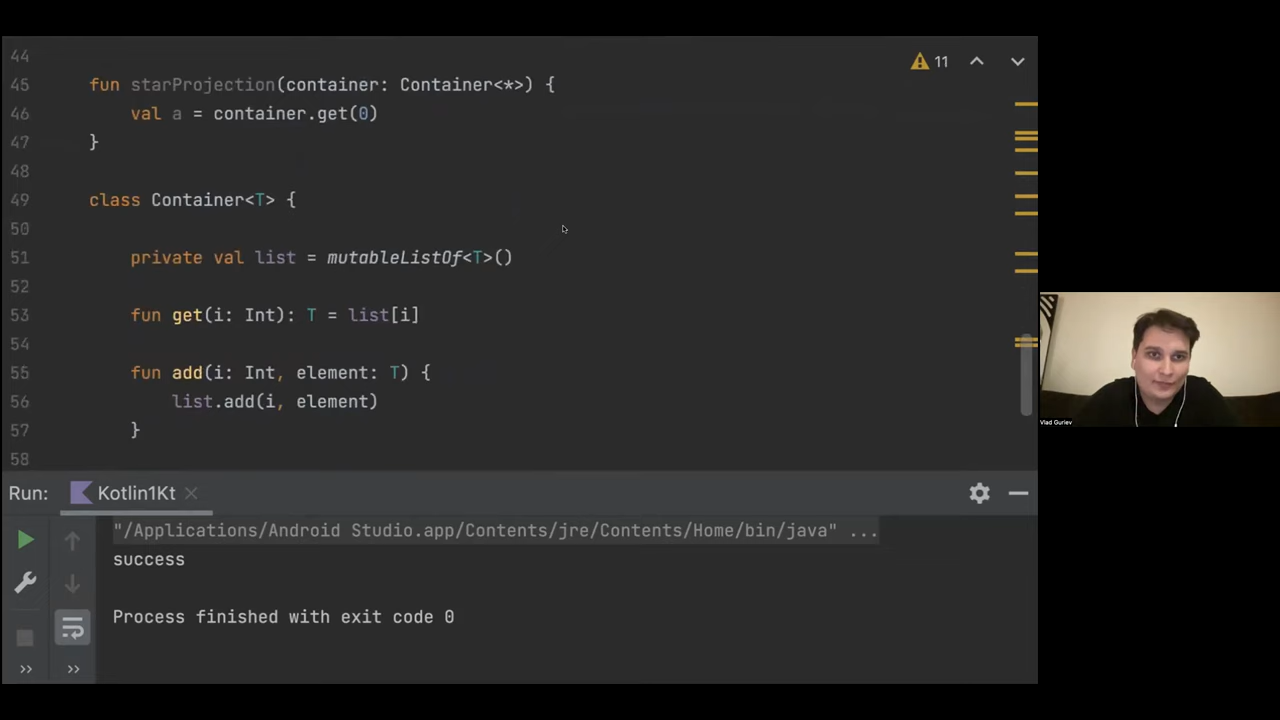 44
45 fun starProjection(container: Container<*>) {
46 val a = container.get(0)
47 }
48
49 class Container<T> {
50
51 private val list = mutableListOf<T>()
52
53 fun get(i: Int): T = list[i]
54
55 fun add(i: Int, element: T) {
56 list.add(i, element)
57 }
58
11
Vlad Guriev
Run: Kotlin1Kt
"/Applications/Android Studio.app/Contents/jre/Contents/Home/bin/java" ...
success
Process finished with exit code 0